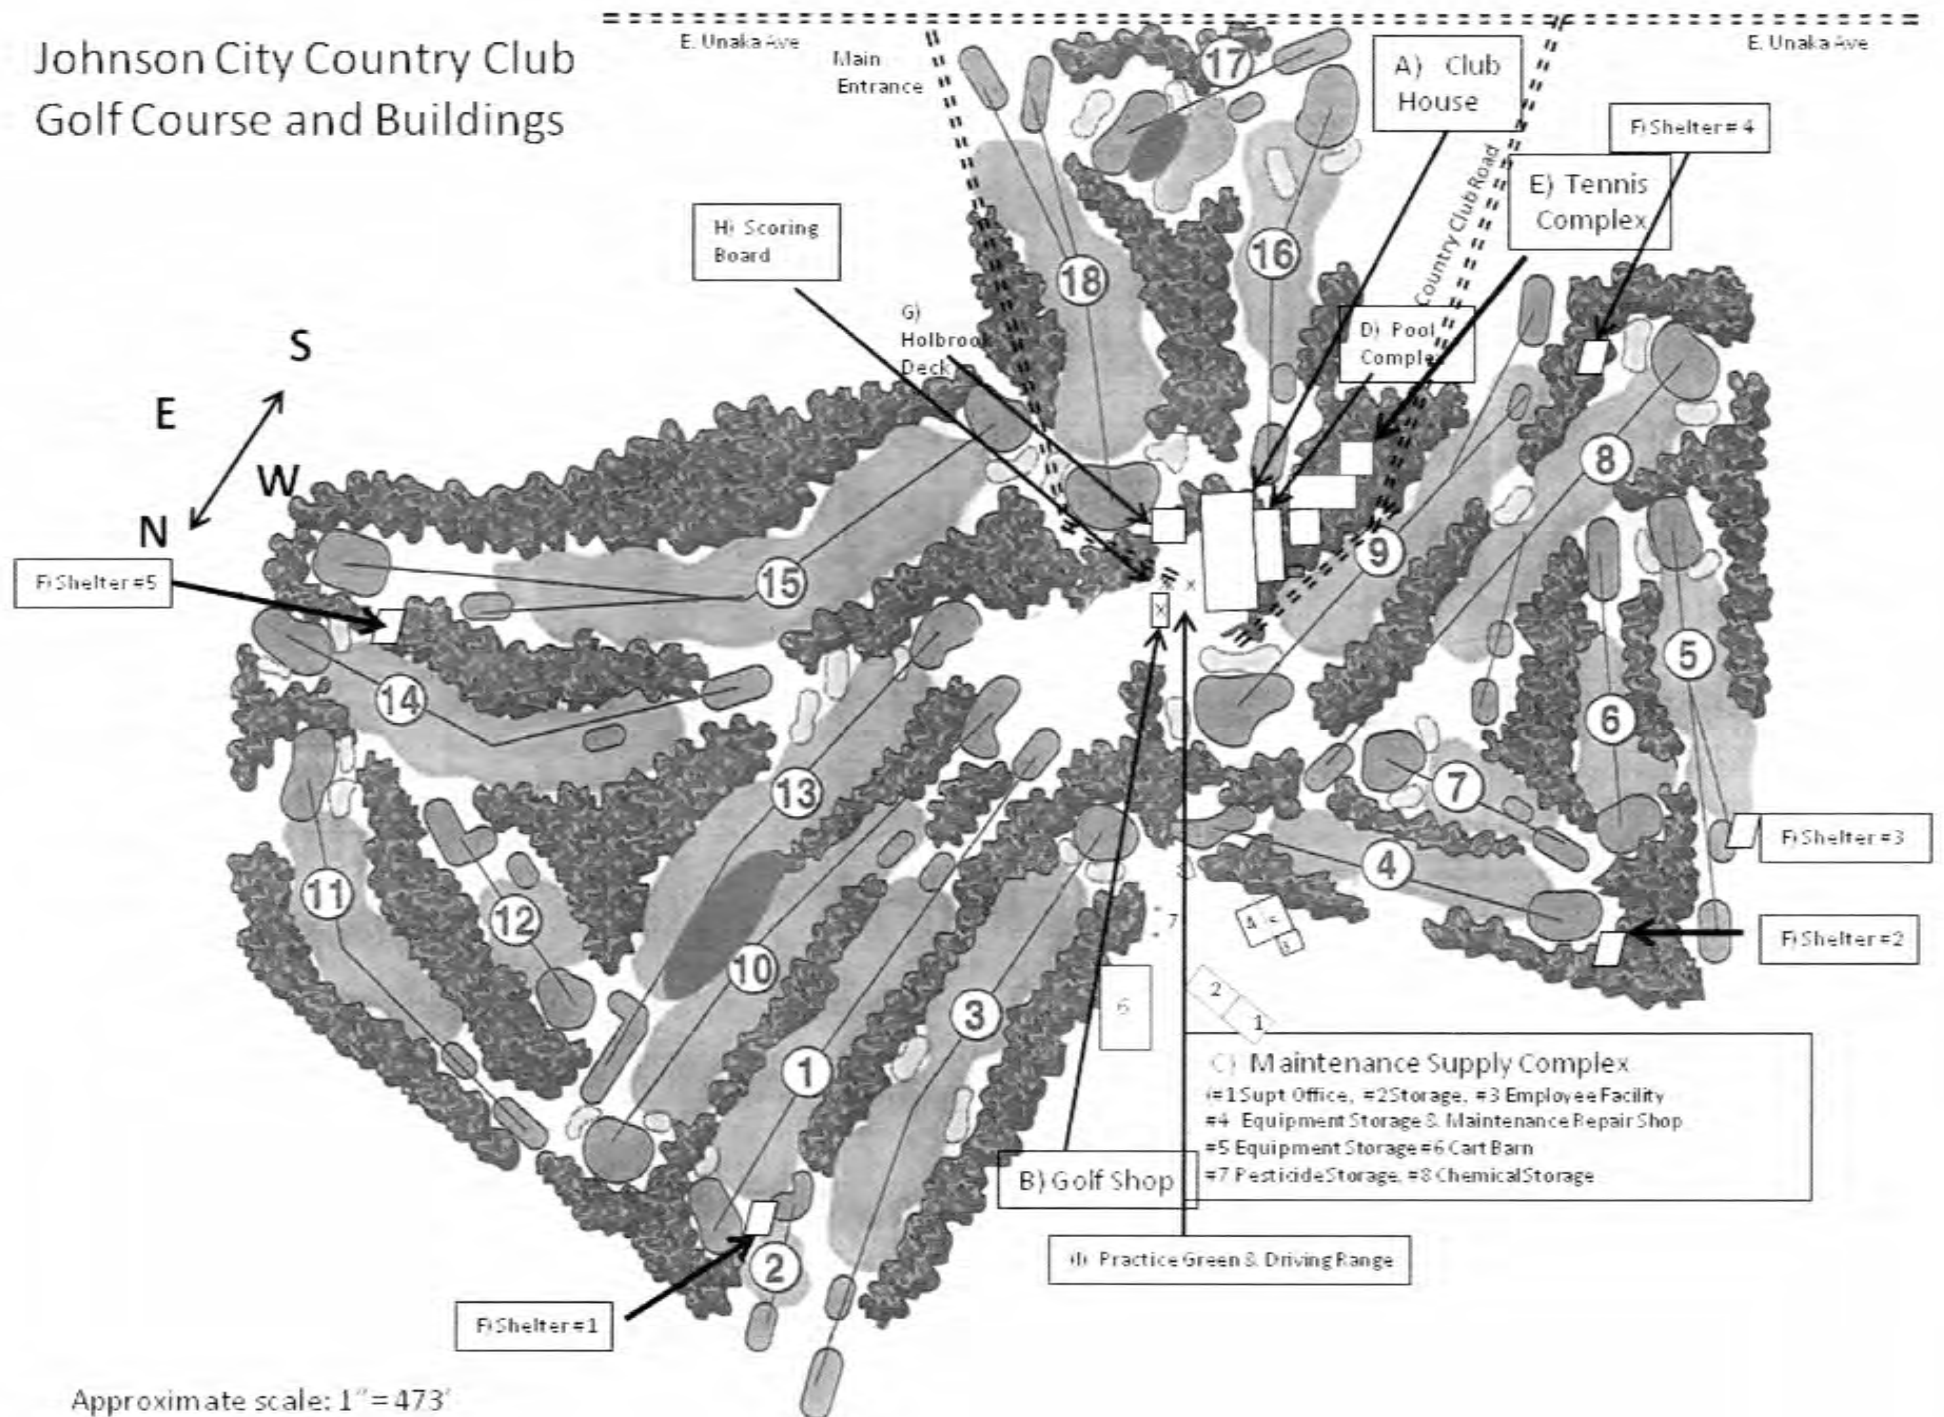 Johnson City Country Club
Golf Course and Buildings
E. Unaka Ave
Main
Entrance
E. Unaka Ave
17
A) Club
House
F) Shelter # 4
Country Club Road
E) Tennis
Complex
H) Scoring
Board
18
16
G)
Holbrook
Deck
D) Pool
Complex
S
E
W
N
8
9
F) Shelter #5
15
14
5
6
13
7
F) Shelter #3
4
11
12
7
F) Shelter #2
10
6
2
1
3
1
C) Maintenance Supply Complex
(#1 Supt Office, #2 Storage, #3 Employee Facility
#4 Equipment Storage & Maintenance Repair Shop
#5 Equipment Storage #6 Cart Barn
#7 Pesticide Storage, #8 Chemical Storage
B) Golf Shop
2
Practice Green & Driving Range
F) Shelter #1
Approximate scale: 1" = 473'